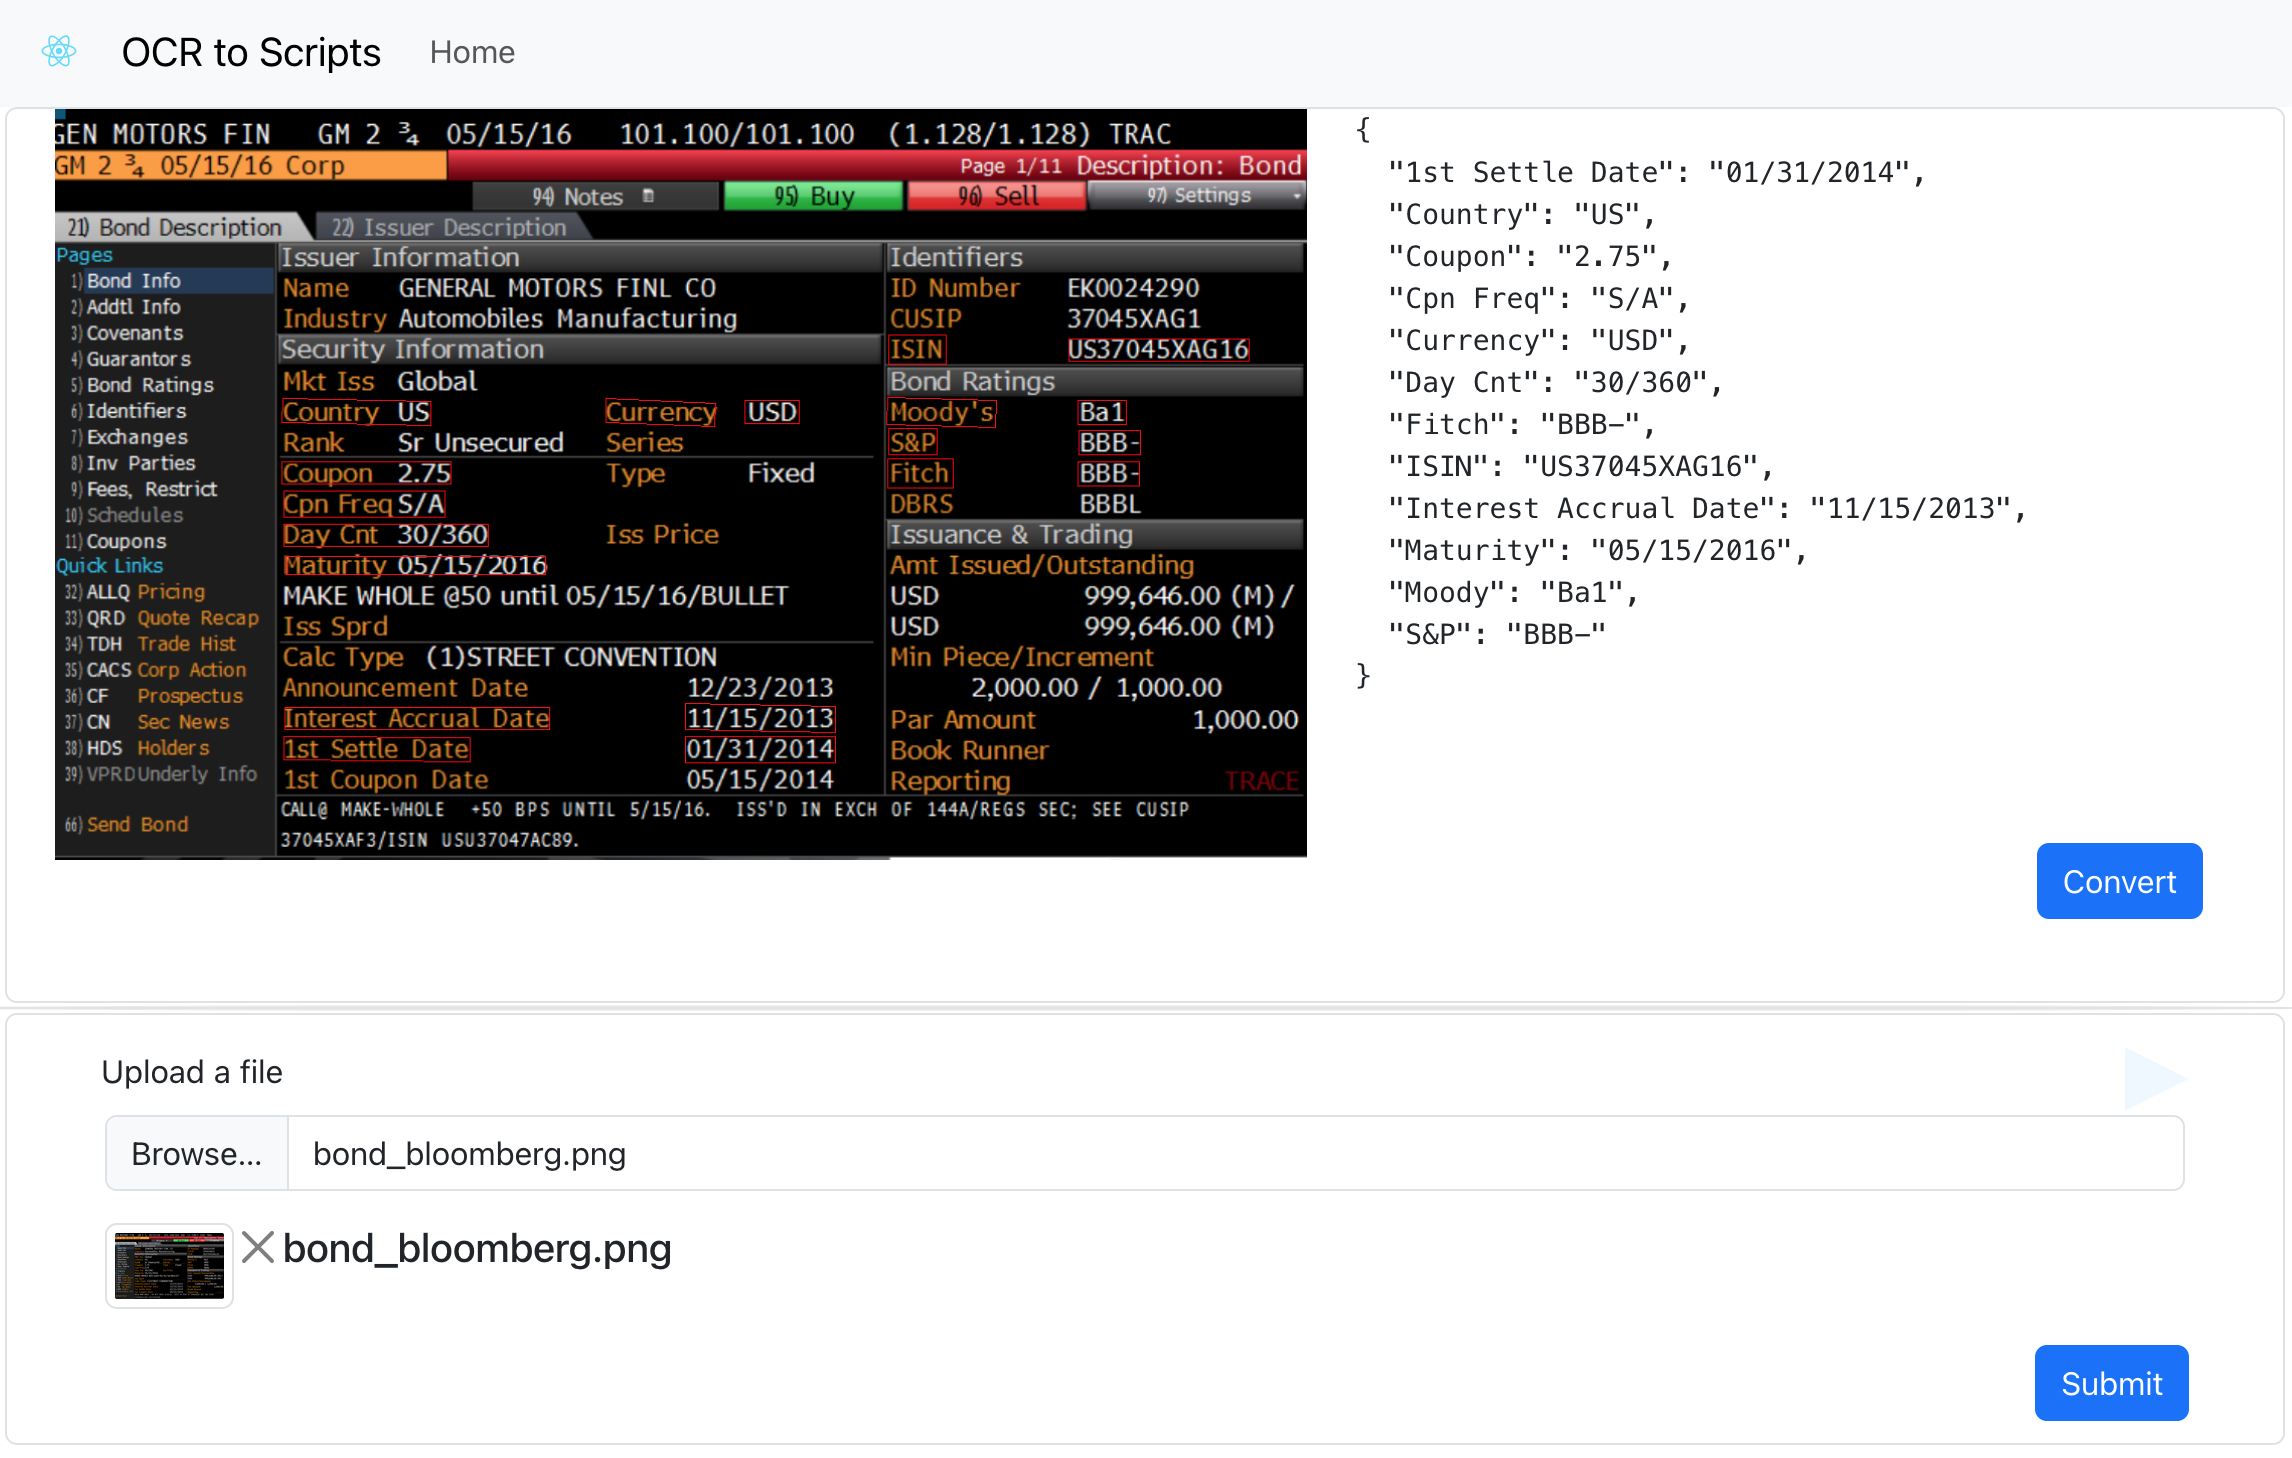 OCR to Scripts Home
GEN MOTORS FIN GM 2 ¾ 05/15/16 101.100/101.100 (1.128/1.128) TRAC
GM 2 ¾ 05/15/16 Corp Page 1/11 Description: Bond
94) Notes 95) Buy 96) Sell 97) Settings
21) Bond Description 22) Issuer Description
Pages
1) Bond Info
2) Addtl Info
3) Covenants
4) Guarantors
5) Bond Ratings
6) Identifiers
7) Exchanges
8) Inv Parties
9) Fees, Restrict
10) Schedules
11) Coupons
Quick Links
32) ALLQ Pricing
33) QRD Quote Recap
34) TDH Trade Hist
35) CACS Corp Action
36) CF Prospectus
37) CN Sec News
38) HDS Holders
39) VPRD Underly Info
66) Send Bond
Issuer Information
Name GENERAL MOTORS FINL CO
Industry Automobiles Manufacturing
Security Information
Mkt Iss Global
Country US Currency USD
Rank Sr Unsecured Series
Coupon 2.75 Type Fixed
Cpn Freq S/A
Day Cnt 30/360 Iss Price
Maturity 05/15/2016
MAKE WHOLE @50 until 05/15/16/BULLET
Iss Sprd
Calc Type (1)STREET CONVENTION
Announcement Date 12/23/2013
Interest Accrual Date 11/15/2013
1st Settle Date 01/31/2014
1st Coupon Date 05/15/2014
Identifiers
ID Number EK0024290
CUSIP 37045XAG1
ISIN US37045XAG16
Bond Ratings
Moody's Ba1
S&P BBB-
Fitch BBB-
DBRS BBBL
Issuance & Trading
Amt Issued/Outstanding
USD 999,646.00 (M) /
USD 999,646.00 (M)
Min Piece/Increment
2,000.00 / 1,000.00
Par Amount 1,000.00
Book Runner
Reporting TRACE
CALL@ MAKE-WHOLE +50 BPS UNTIL 5/15/16. ISS'D IN EXCH OF 144A/REGS SEC; SEE CUSIP
37045XAF3/ISIN USU37047AC89.
{
"1st Settle Date": "01/31/2014",
"Country": "US",
"Coupon": "2.75",
"Cpn Freq": "S/A",
"Currency": "USD",
"Day Cnt": "30/360",
"Fitch": "BBB-",
"ISIN": "US37045XAG16",
"Interest Accrual Date": "11/15/2013",
"Maturity": "05/15/2016",
"Moody": "Ba1",
"S&P": "BBB-"
}
Convert
Upload a file
Browse... bond_bloomberg.png
bond_bloomberg.png
Submit